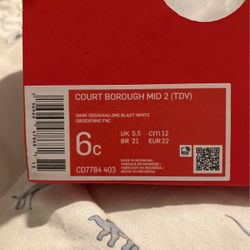 COURT BOROUGH MID 2 (TDV)
DARK OBSIDIAN/LIME BLAST-WHITE
OBSIDIENNE FNC
6C
UK 5.5 cm 12
BR 21 EUR 22
CD7784 403
MADE IN INDONESIA